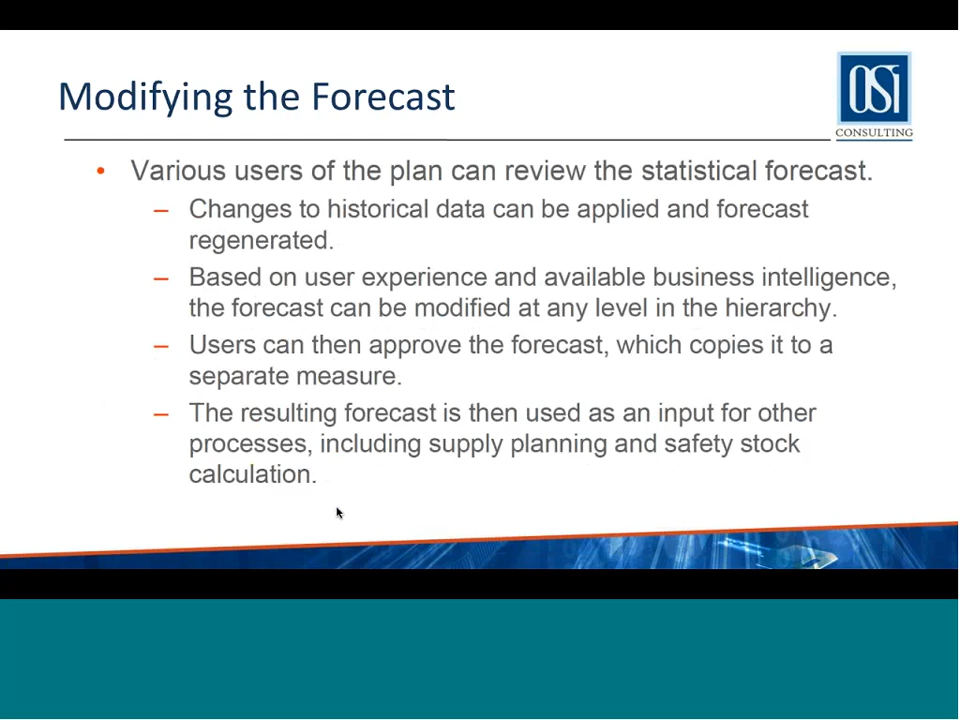 Modifying the Forecast
OSi
CONSULTING
• Various users of the plan can review the statistical forecast.
– Changes to historical data can be applied and forecast
regenerated.
– Based on user experience and available business intelligence,
the forecast can be modified at any level in the hierarchy.
– Users can then approve the forecast, which copies it to a
separate measure.
– The resulting forecast is then used as an input for other
processes, including supply planning and safety stock
calculation.